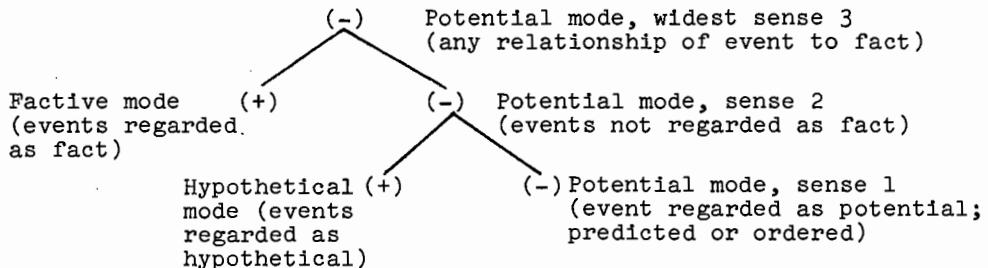 (-) Potential mode, widest sense 3
(any relationship of event to fact)
Factive mode (+)
(events regarded
as fact)
(-) Potential mode, sense 2
(events not regarded as fact)
Hypothetical (+)
mode (events
regarded as
hypothetical)
(-) Potential mode, sense 1
(event regarded as potential;
predicted or ordered)